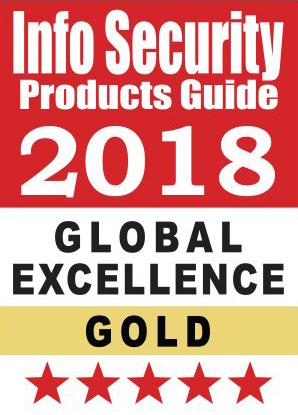 Info Security
Products Guide
2018
GLOBAL
EXCELLENCE
GOLD